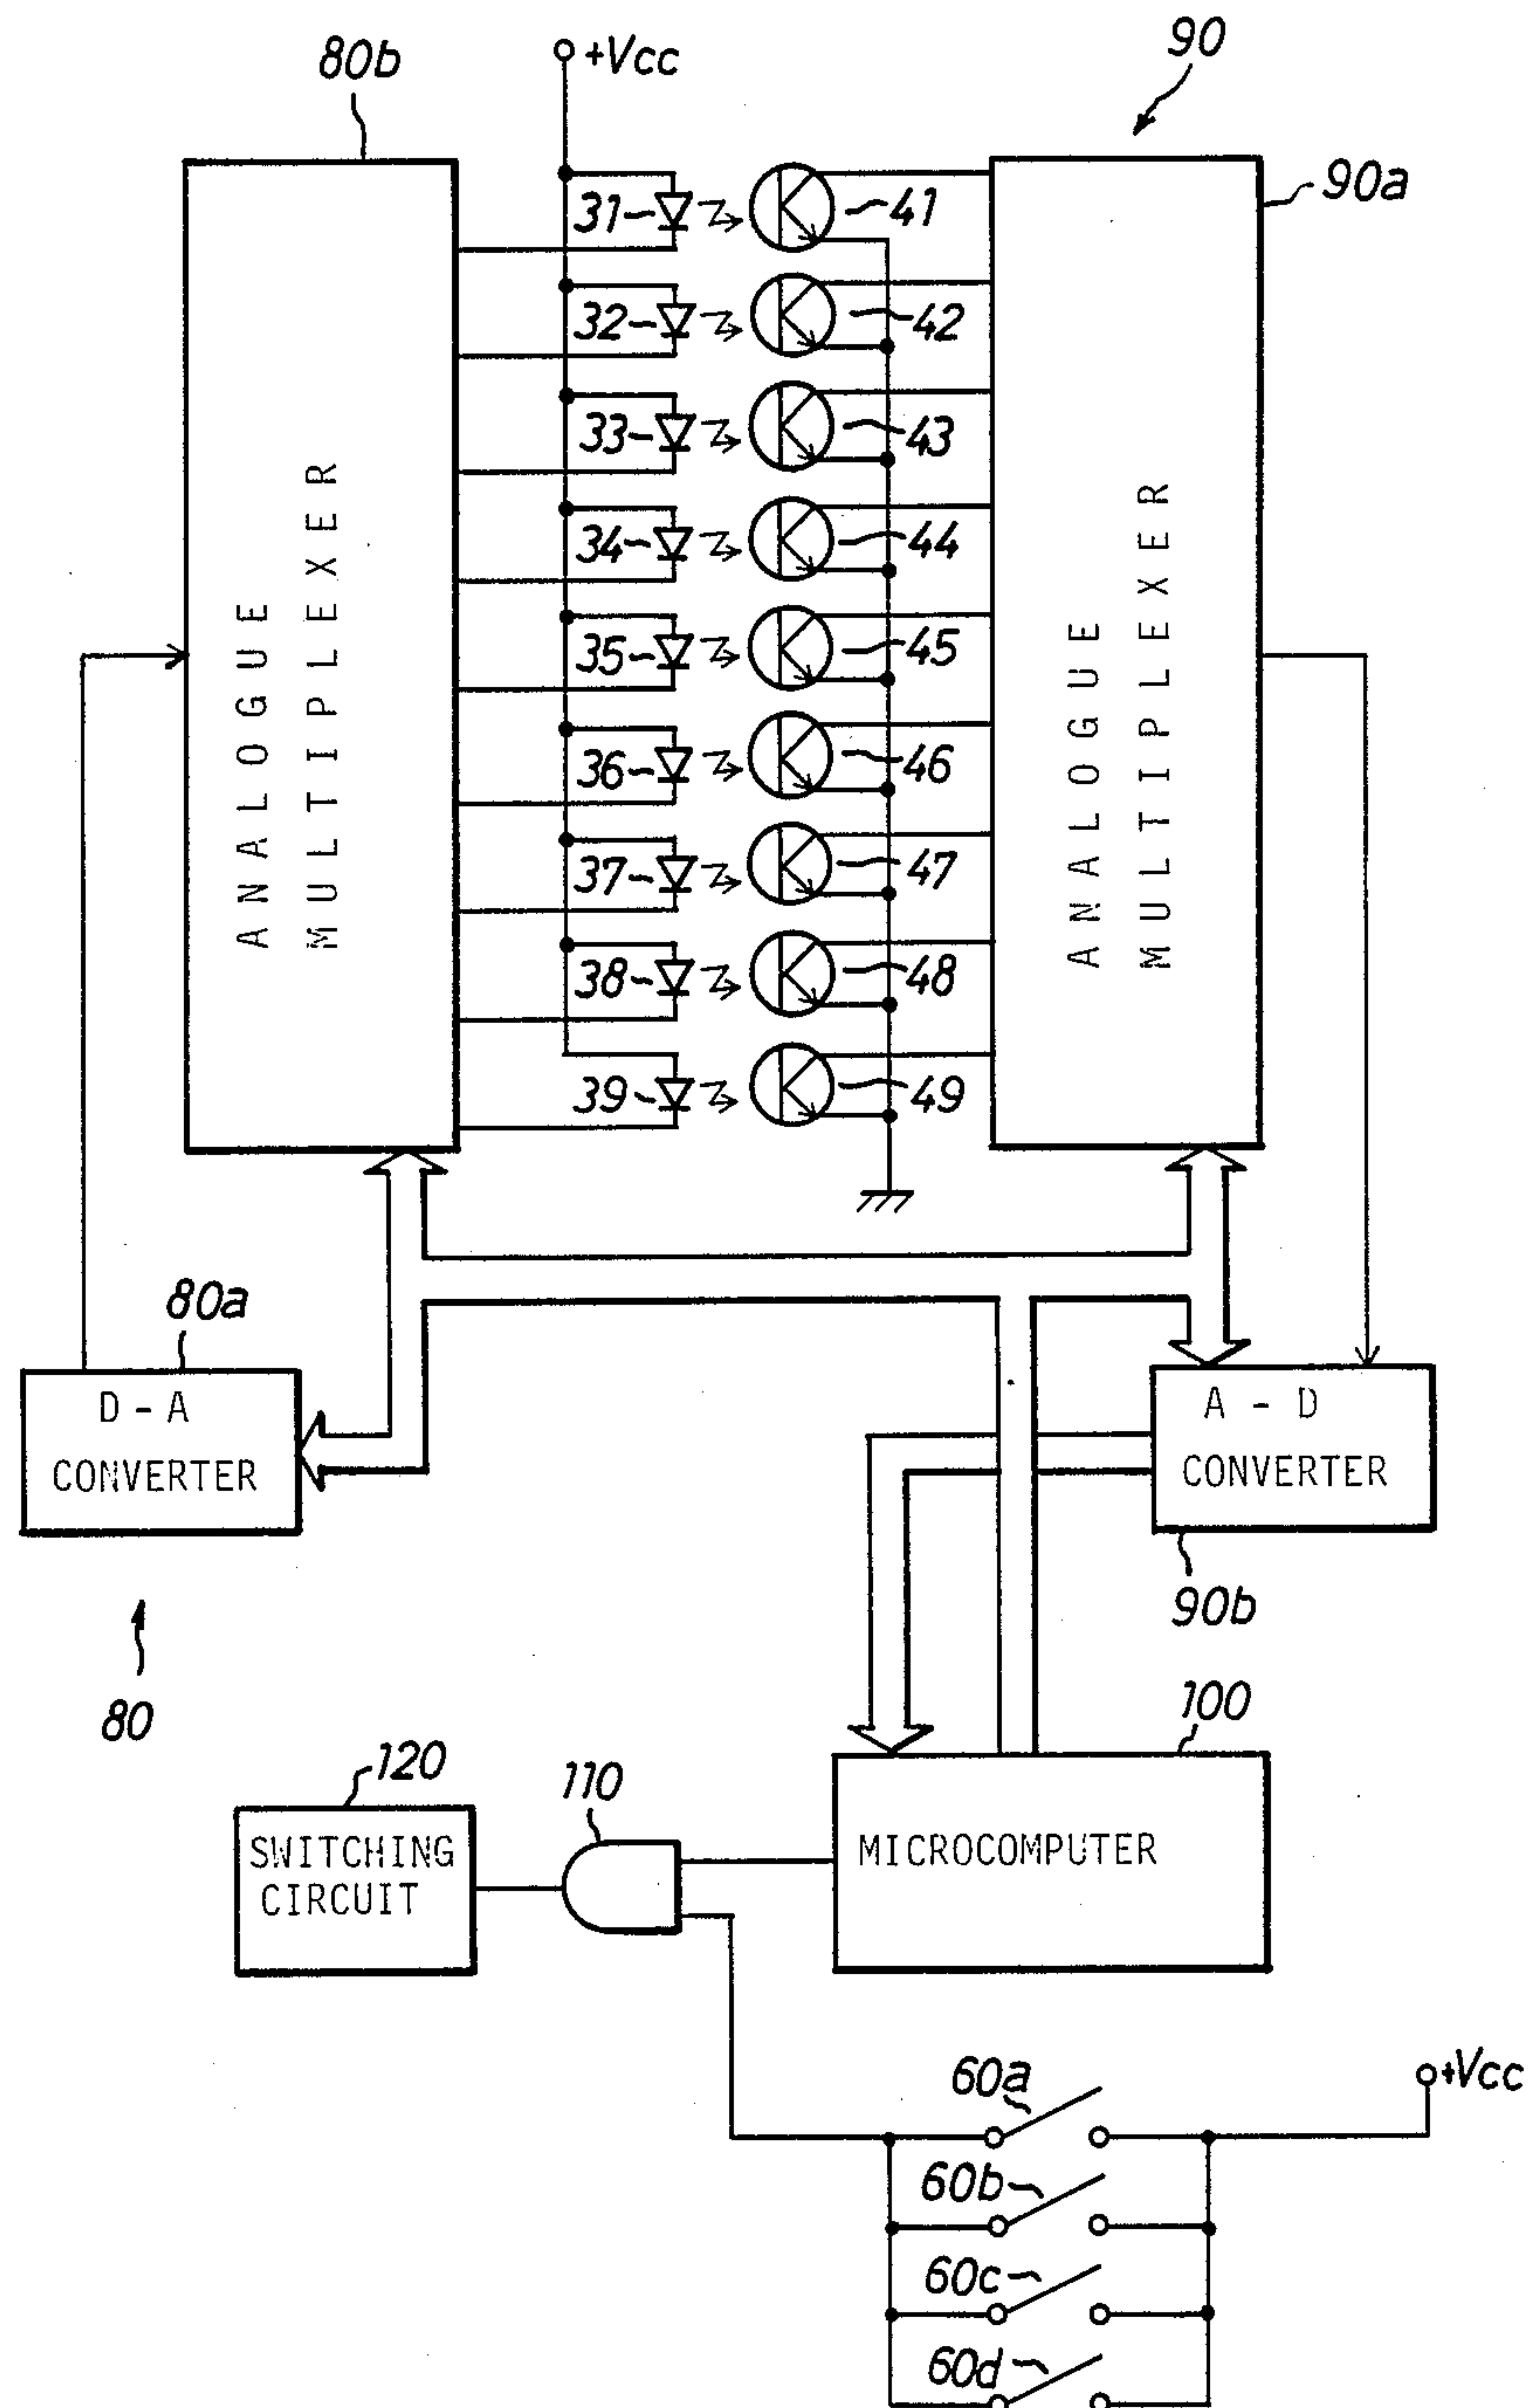 80b
+Vcc
90
90a
31
41
32
42
33
43
34
44
35
45
36
46
37
47
38
48
39
49
ANALOGUE
MULTIPLEXER
ANALOGUE
MULTIPLEXER
80a
D-A
CONVERTER
A-D
CONVERTER
90b
80
100
120
110
SWITCHING
CIRCUIT
MICROCOMPUTER
60a
+Vcc
60b
60c
60d